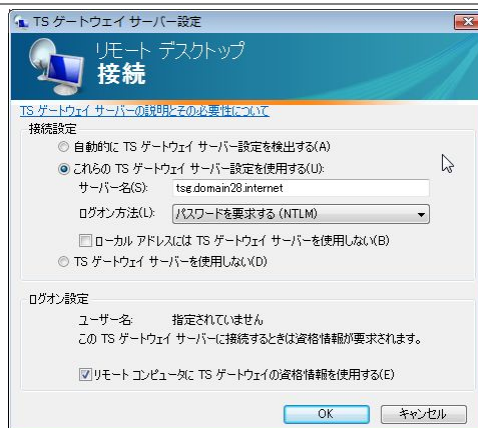 TS ゲートウェイ サーバー設定
リモート デスクトップ
接続
TS ゲートウェイ サーバーの説明とその必要性について
接続設定
自動的に TS ゲートウェイ サーバー設定を検出する(A)
これらの TS ゲートウェイ サーバー設定を使用する(U):
サーバー名(S): tsg.domain28.internet
ログオン方法(L): パスワードを要求する (NTLM)
ローカル アドレスには TS ゲートウェイ サーバーを使用しない(B)
TS ゲートウェイ サーバーを使用しない(D)
ログオン設定
ユーザー名: 指定されていません
この TS ゲートウェイ サーバーに接続するときは資格情報が要求されます。
リモート コンピュータに TS ゲートウェイの資格情報を使用する(E)
OK キャンセル